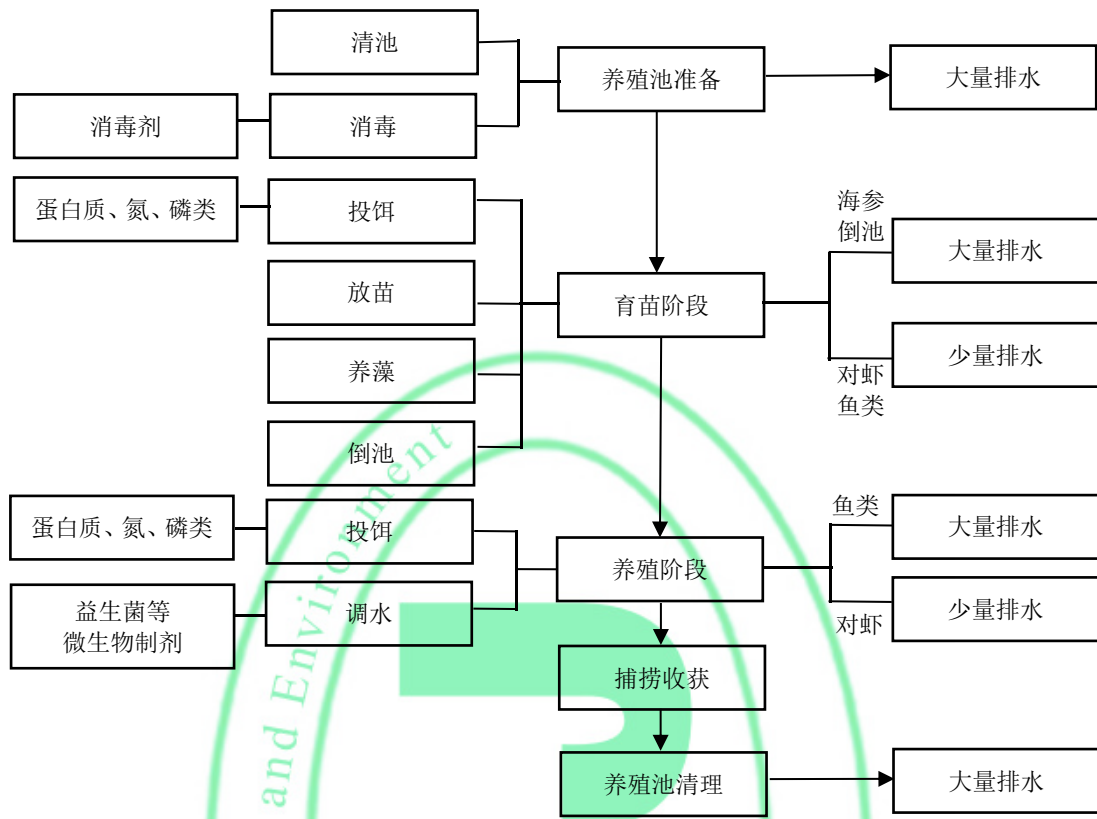 清池
养殖池准备
大量排水
消毒剂
消毒
蛋白质、氮、磷类
投饵
海参
倒池
大量排水
放苗
育苗阶段
养藻
少量排水
对虾
鱼类
倒池
蛋白质、氮、磷类
投饵
鱼类
大量排水
养殖阶段
益生菌等
微生物制剂
调水
对虾
少量排水
捕捞收获
养殖池清理
大量排水
and Environment